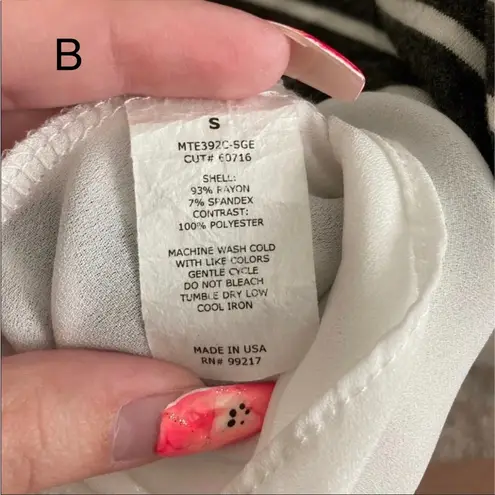 B
S
MTE392C-SGE
CUT# 60716
SHELL:
93% RAYON
7% SPANDEX
CONTRAST:
100% POLYESTER
MACHINE WASH COLD
WITH LIKE COLORS
GENTLE CYCLE
DO NOT BLEACH
TUMBLE DRY LOW
COOL IRON
MADE IN USA
RN# 99217